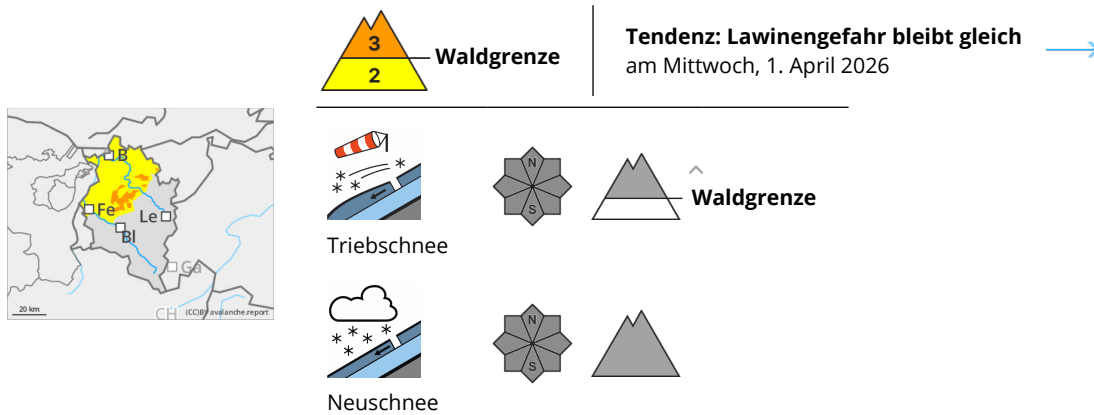 3
2
Waldgrenze
Tendenz: Lawinengefahr bleibt gleich
am Mittwoch, 1. April 2026
B
Fe
Le
Bl
Ga
20 km
CH
(CC)BY avalanche.report
N
S
Waldgrenze
Triebschnee
N
S
Neuschnee